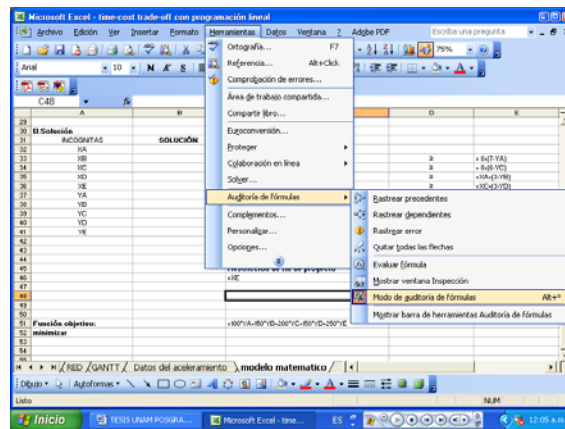 Microsoft Excel - time-cost trade-off con programación lineal
Archivo Edición Ver Insertar Formato Herramientas Datos Ventana ? Adobe PDF Escriba una pregunta
75%
Arial 10 N K S
C48 fx
A B D E
29
30 B.Solución
31 INCOGNITAS SOLUCIÓN
32 XA
33 XB
34 XC
35 XD
36 XE
37 YA
38 YB
39 YC
40 YD
41 YE
42
43
44
45
46 =XE
47
48
49
50
51 Función objetivo: =100*YA+150*YB+200*YC+150*YD+250*YE
52 minimizar
53
54
Ortografía... F7
Referencia... Alt+Click
Comprobación de errores...
Área de trabajo compartida...
Compartir libro...
Euroconversión...
Proteger
Colaboración en línea
Solver...
Auditoría de fórmulas
Complementos...
Personalizar...
Opciones...
Rastrear precedentes
Rastrear dependientes
Rastrear error
Quitar todas las flechas
Evaluar fórmula
Mostrar ventana Inspección
Modo de auditoría de fórmulas
Mostrar barra de herramientas Auditoría de fórmulas
RED GANTT Datos del aceleramiento modelo matematico
Dibujo Autoformas
Listo NUM
Inicio TESIS UNAM POSGRA... Microsoft Excel - time... ES 12:05 a.m.